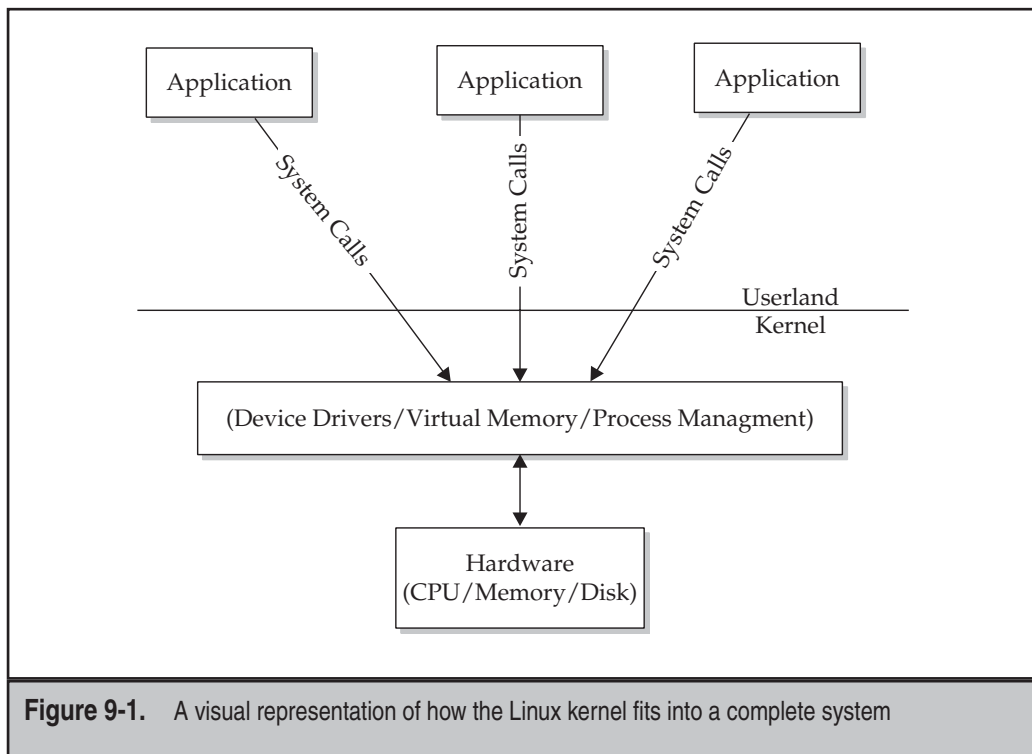 Application
Application
Application
System Calls
System Calls
System Calls
Userland
Kernel
(Device Drivers/Virtual Memory/Process Managment)
Hardware
(CPU/Memory/Disk)
Figure 9-1. A visual representation of how the Linux kernel fits into a complete system